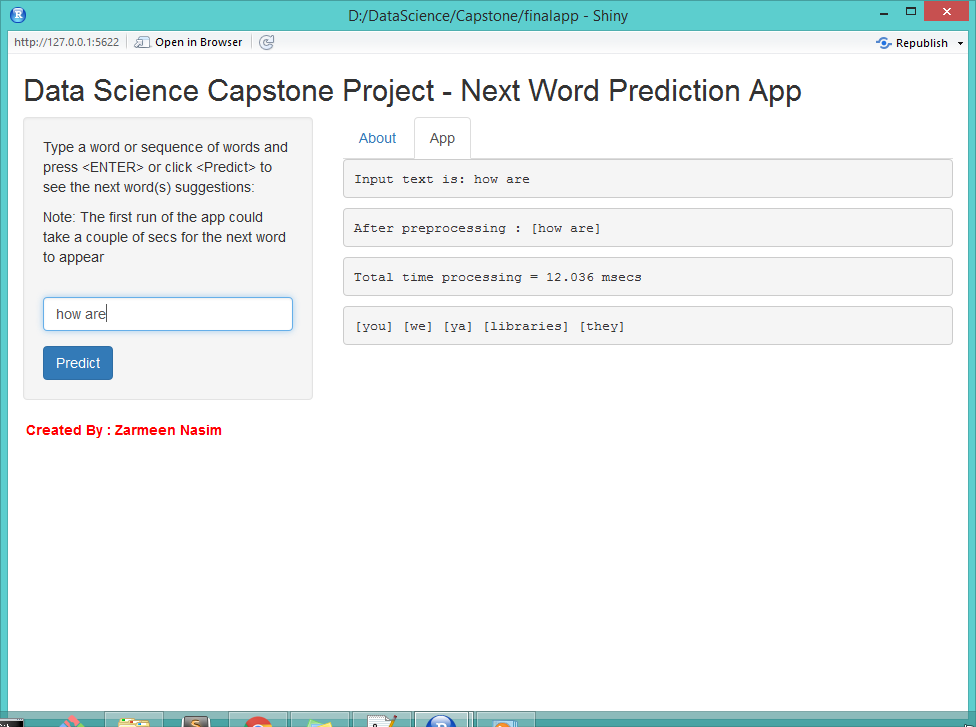 D:/DataScience/Capstone/finalapp - Shiny
http://127.0.0.1:5622 Open in Browser Republish
Data Science Capstone Project - Next Word Prediction App
Type a word or sequence of words and
press <ENTER> or click <Predict> to
see the next word(s) suggestions:
Note: The first run of the app could
take a couple of secs for the next word
to appear
how are
Predict
Created By : Zarmeen Nasim
About App
Input text is: how are
After preprocessing : [how are]
Total time processing = 12.036 msecs
[you] [we] [ya] [libraries] [they]